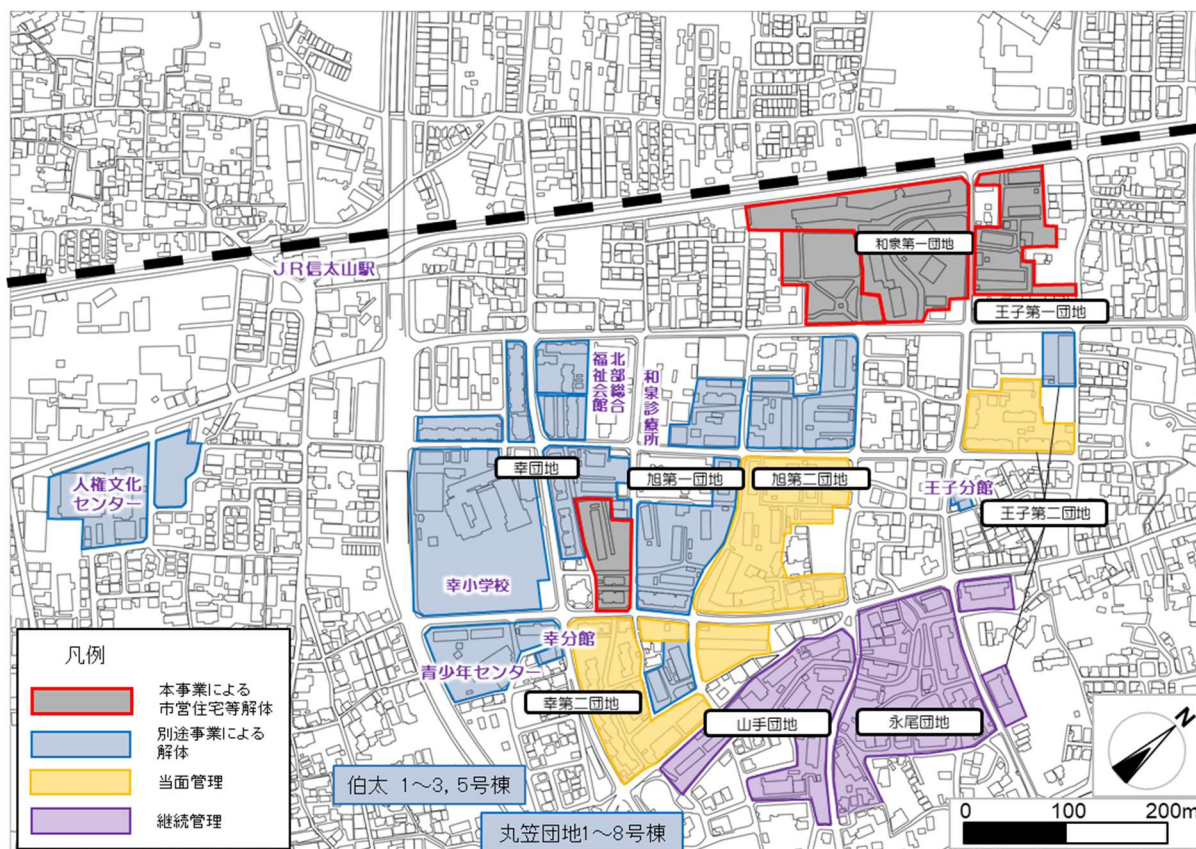 和泉第一団地
JR信太山駅
王子第一団地
北部総合
福祉会館
和泉診療所
幸団地
旭第一団地
旭第二団地
人権文化
センター
王子分館
王子第二団地
幸小学校
幸分館
青少年センター
幸第二団地
山手団地
永尾団地
凡例
本事業による
市営住宅等解体
別途事業による
解体
当面管理
継続管理
伯太 1~3,5号棟
丸笠団地1~8号棟
N
0 100 200m